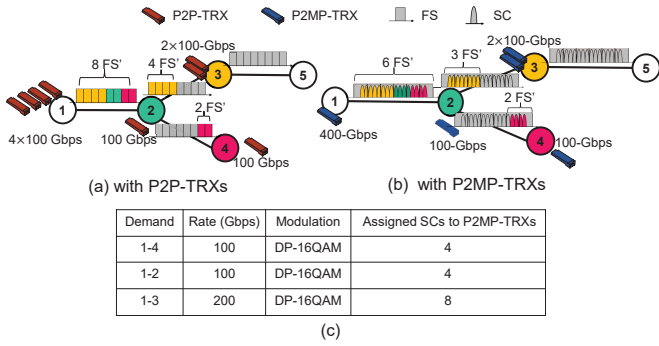 P2P-TRX P2MP-TRX FS SC
(a)
8 FS'
4 FS'
2×100-Gbps
3
5
1
2
2 FS'
4×100 Gbps
100 Gbps
4
100 Gbps
(a) with P2P-TRXs
2×100-Gbps
6 FS'
3 FS'
3
5
1
2
2 FS'
400-Gbps
100-Gbps
4
100-Gbps
(b) with P2MP-TRXs
Demand Rate (Gbps) Modulation Assigned SCs to P2MP-TRXs
1-4 100 DP-16QAM 4
1-2 100 DP-16QAM 4
1-3 200 DP-16QAM 8
(c)